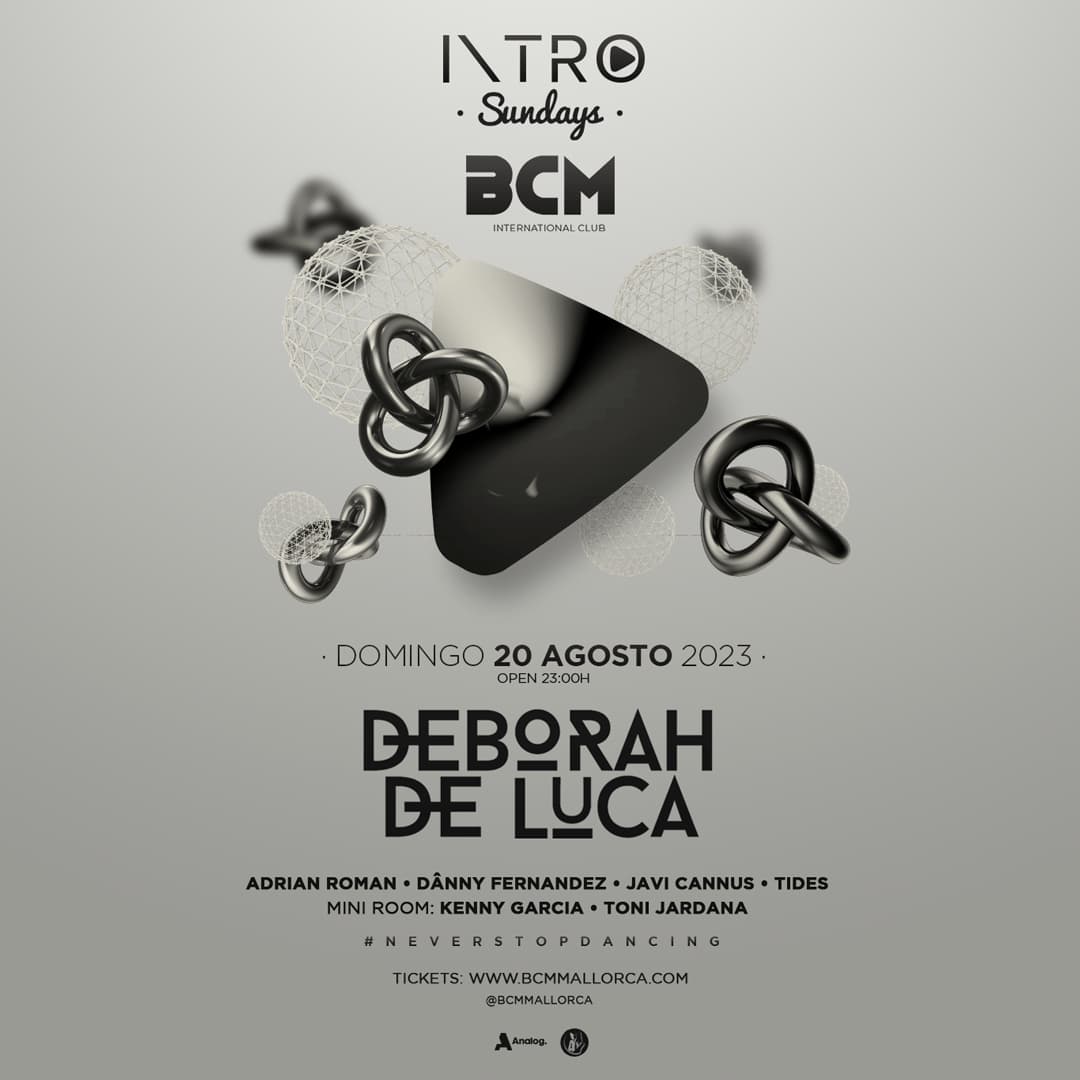 INTRO
· Sundays ·
BCM
INTERNATIONAL CLUB
· DOMINGO 20 AGOSTO 2023 ·
OPEN 23:00H
DEBORAH
DE LUCA
ADRIAN ROMAN • DÂNNY FERNANDEZ • JAVI CANNUS • TIDES
MINI ROOM: KENNY GARCIA • TONI JARDANA
#NEVERSTOPDANCING
TICKETS: WWW.BCMMALLORCA.COM
@BCMMALLORCA
Analog.